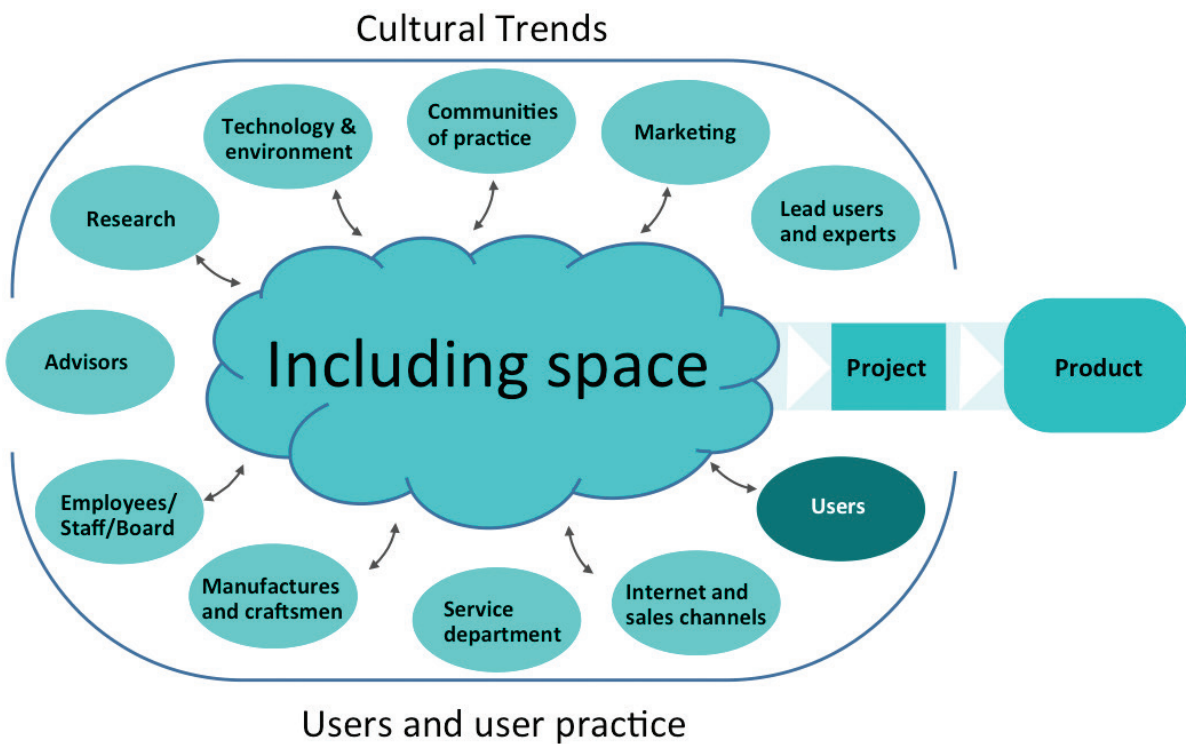 Cultural Trends
Technology &
environment
Communities
of practice
Marketing
Research
Lead users
and experts
Advisors
Including space
Project
Product
Employees/
Staff/Board
Users
Manufactures
and craftsmen
Service
department
Internet and
sales channels
Users and user practice